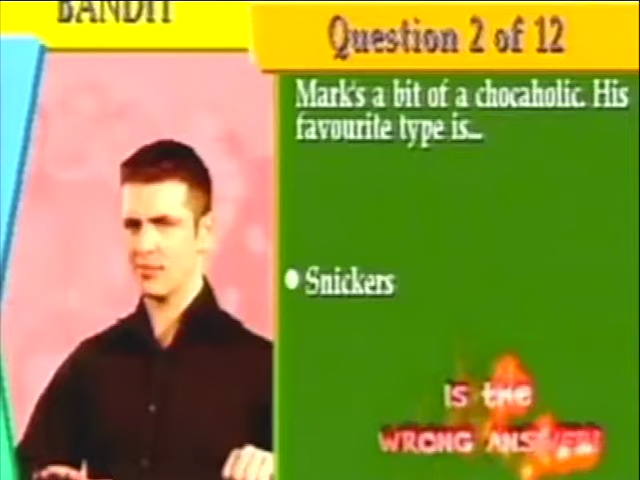 BANDIT
Question 2 of 12
Mark's a bit of a chocaholic. His
favourite type is...
Snickers
IS the
WRONG ANSWER!